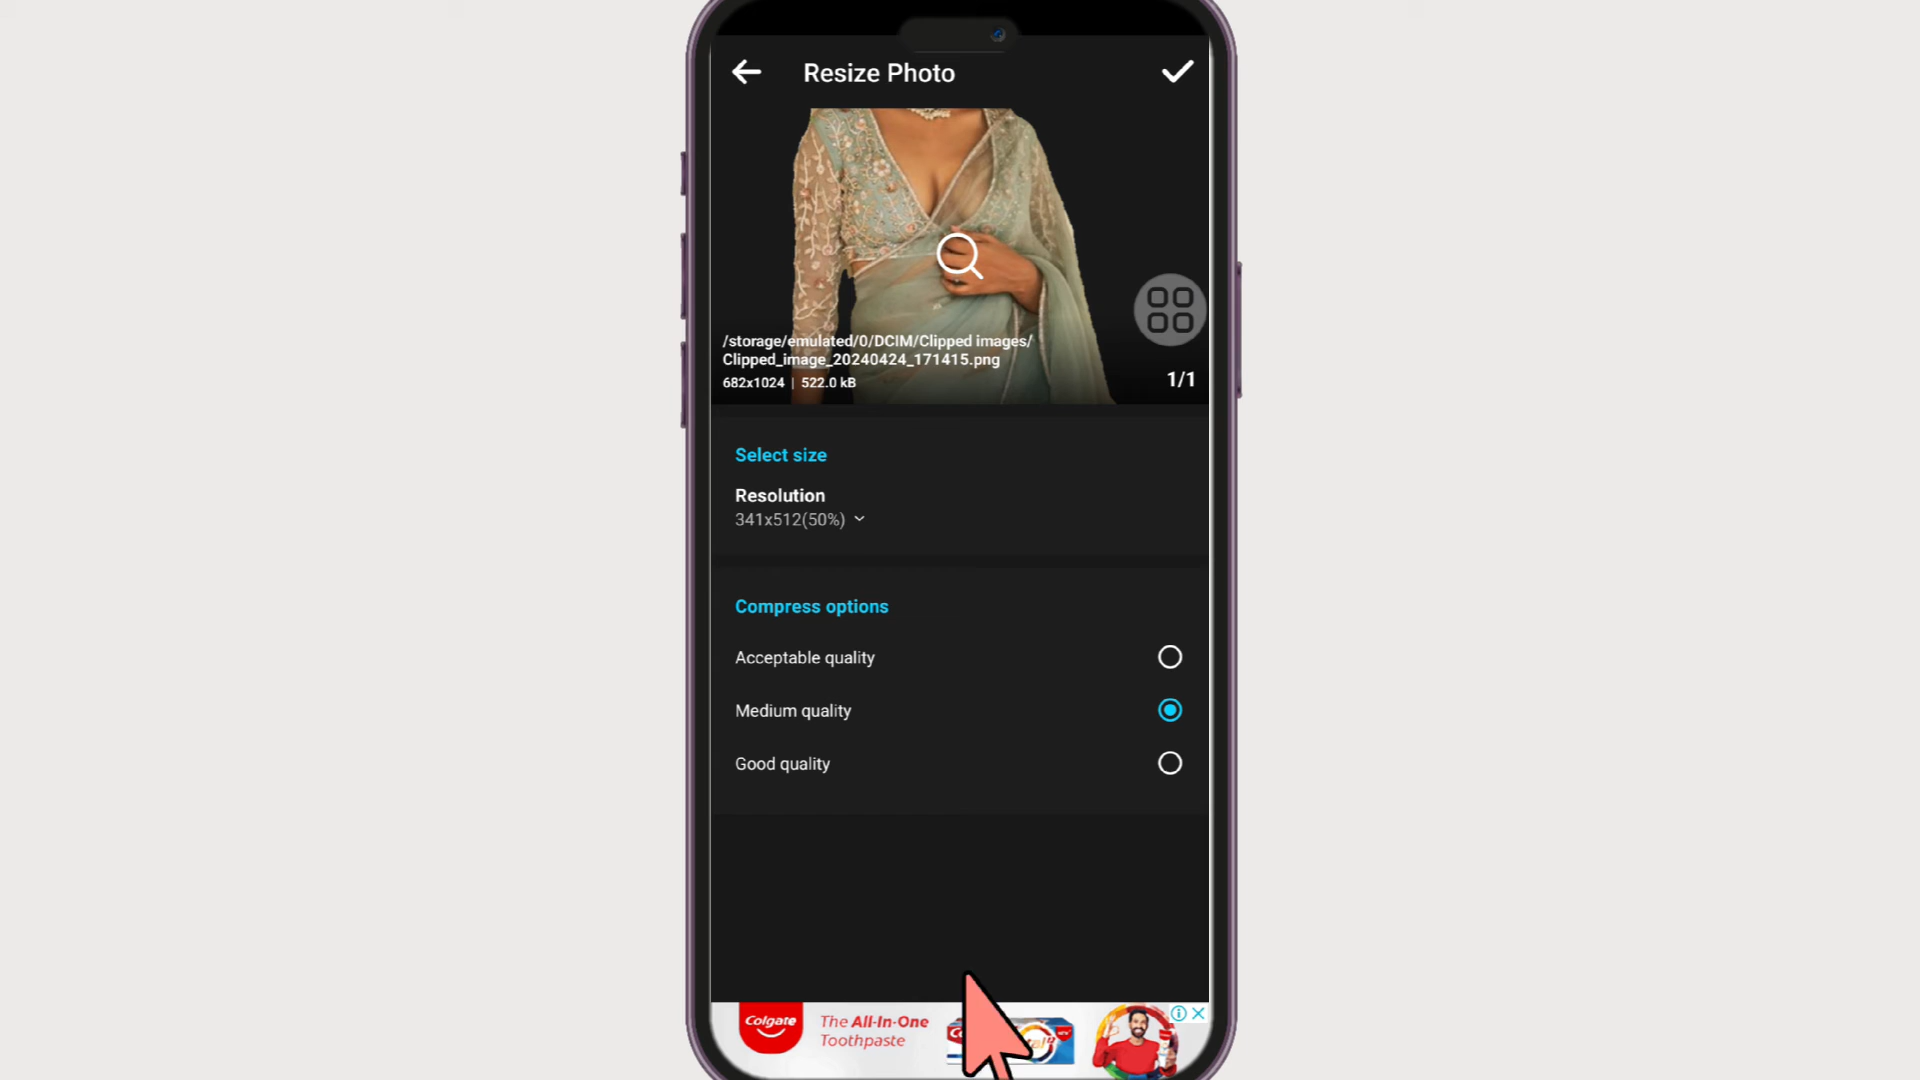 Resize Photo
/storage/emulated/0/DCIM/Clipped images/
Clipped_image_20240424_171415.png
682x1024 | 522.0 kB
1/1
Select size
Resolution
341x512(50%)
Compress options
Acceptable quality
Medium quality
Good quality
Colgate
The All-In-One
Toothpaste